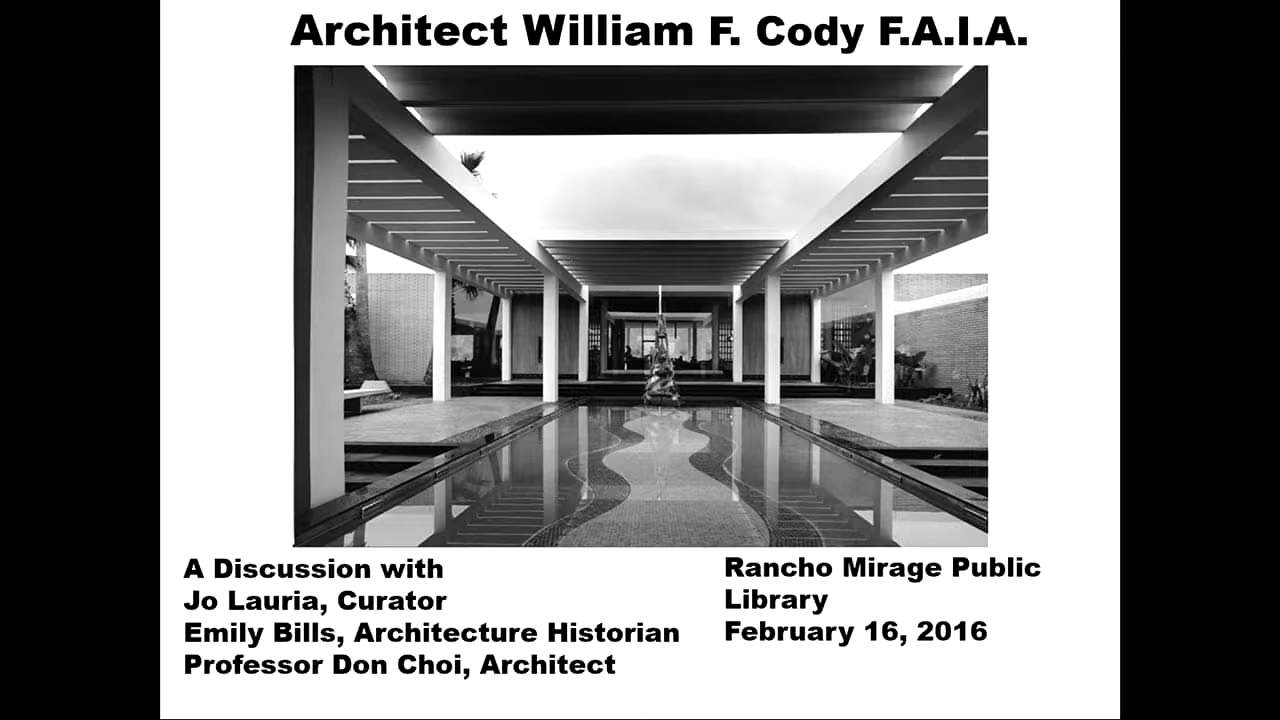 Architect William F. Cody F.A.I.A.
A Discussion with
Jo Lauria, Curator
Emily Bills, Architecture Historian
Professor Don Choi, Architect
Rancho Mirage Public
Library
February 16, 2016